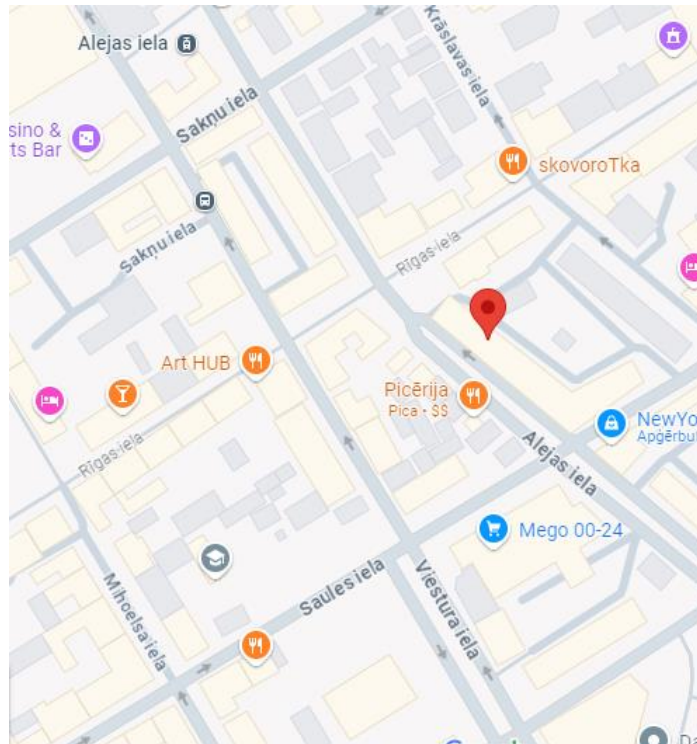 Alejas iela
Krāslavas iela
Sakņu iela
sino &
ts Bar
skovoroTka
Sakņu iela
Rīgas iela
Art HUB
Picērija
Pica - $$
NewYo
Apģērbu
Rīgas iela
Alejas iela
Mego 00-24
Saules iela
Viestura iela
Mihoelsa iela